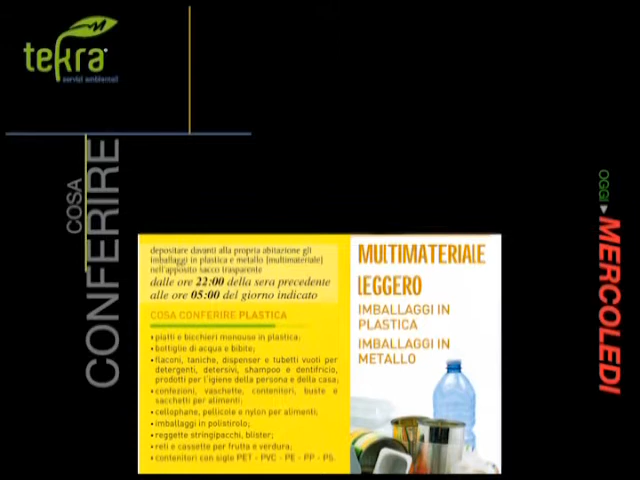 tekra
servizi ambientali
COSA
CONFERIRE
OGGI
MERCOLEDI
depositare davanti alla propria abitazione gli
imballaggi in plastica e metallo (multimateriale)
nell'apposito sacco trasparente
dalle ore 22:00 della sera precedente
alle ore 05:00 del giorno indicato
COSA CONFERIRE PLASTICA
• piatti e bicchieri monouso in plastica;
• bottiglie di acqua e bibite;
• flaconi, taniche, dispenser e tubetti vuoti per
detergenti, detersivi, shampoo e dentifricio,
prodotti per l'igiene della persona e della casa;
• confezioni, vaschette, contenitori, buste e
sacchetti per alimenti;
• cellophane, pellicole e nylon per alimenti;
• imballaggi in polistirolo;
• reggette stringipacchi, blister;
• reti e cassette per frutta e verdura;
• contenitori con sigle PET - PVC - PE - PP - PS.
MULTIMATERIALE
LEGGERO
IMBALLAGGI IN
PLASTICA
IMBALLAGGI IN
METALLO